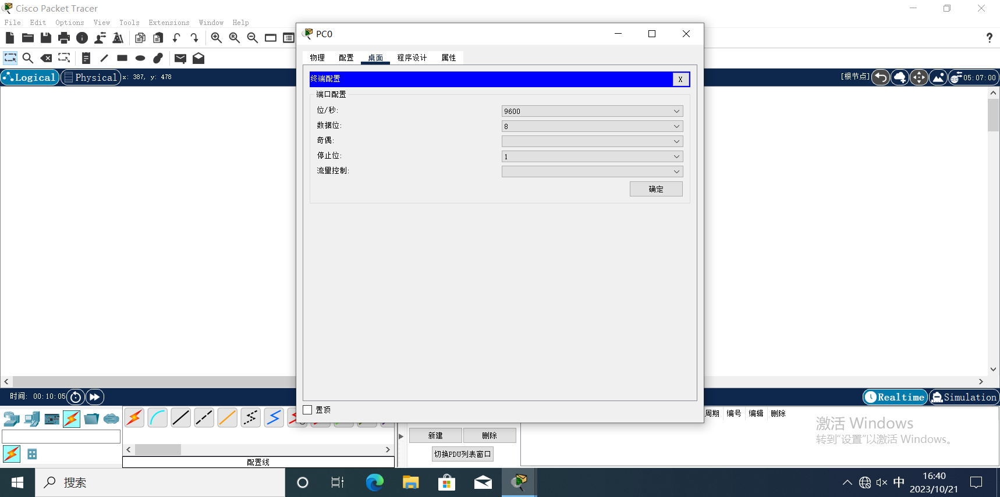 Cisco Packet Tracer
File Edit Options View Tools Extensions Window Help
PC0
物理 配置 桌面 程序设计 属性
Logical Physical x: 387, y: 478
[根节点] 05:07:00
终端配置 X
端口配置
位/秒: 9600
数据位: 8
奇偶:
停止位: 1
流量控制:
确定
时间: 00:10:05
Realtime Simulation
置顶
周期 编号 编辑 删除
新建 删除
切换PDU列表窗口
配置线
激活 Windows
转到“设置”以激活 Windows。
搜索
中
16:40
2023/10/21